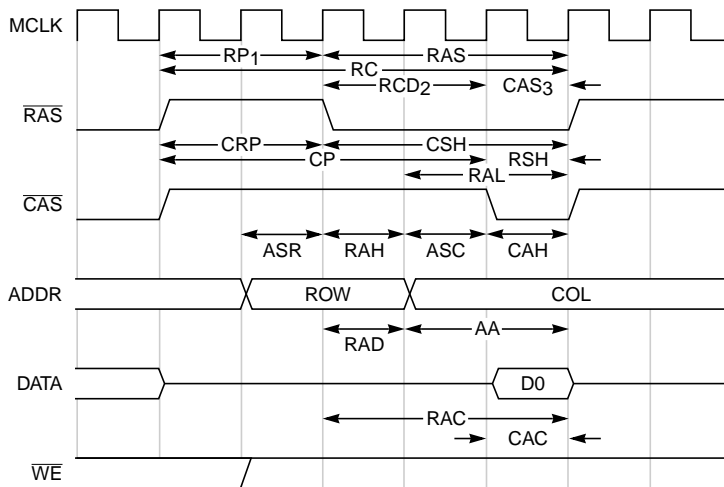 MCLK
RP1 RAS
RC
RCD2 CAS3
RAS
CRP CSH
CP RSH
RAL
CAS
ASR RAH ASC CAH
ADDR ROW COL
RAD AA
DATA D0
RAC
CAC
WE